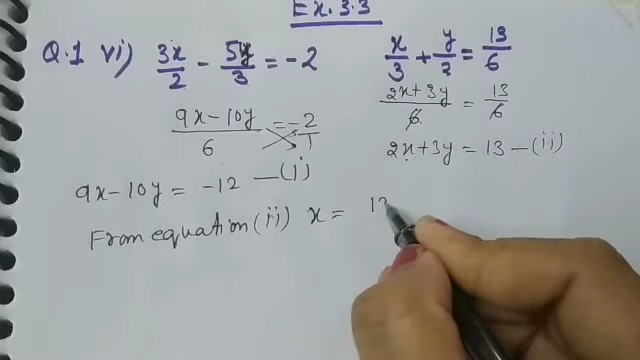 Ex. 3.3
Q.1 vi) 3x/2 - 5y/3 = -2
x/3 + y/2 = 13/6
9x-10y/6 = -2/1
2x+3y/6 = 13/6
2x+3y = 13 -(ii)
9x-10y = -12 -(i)
From equation (ii) x =